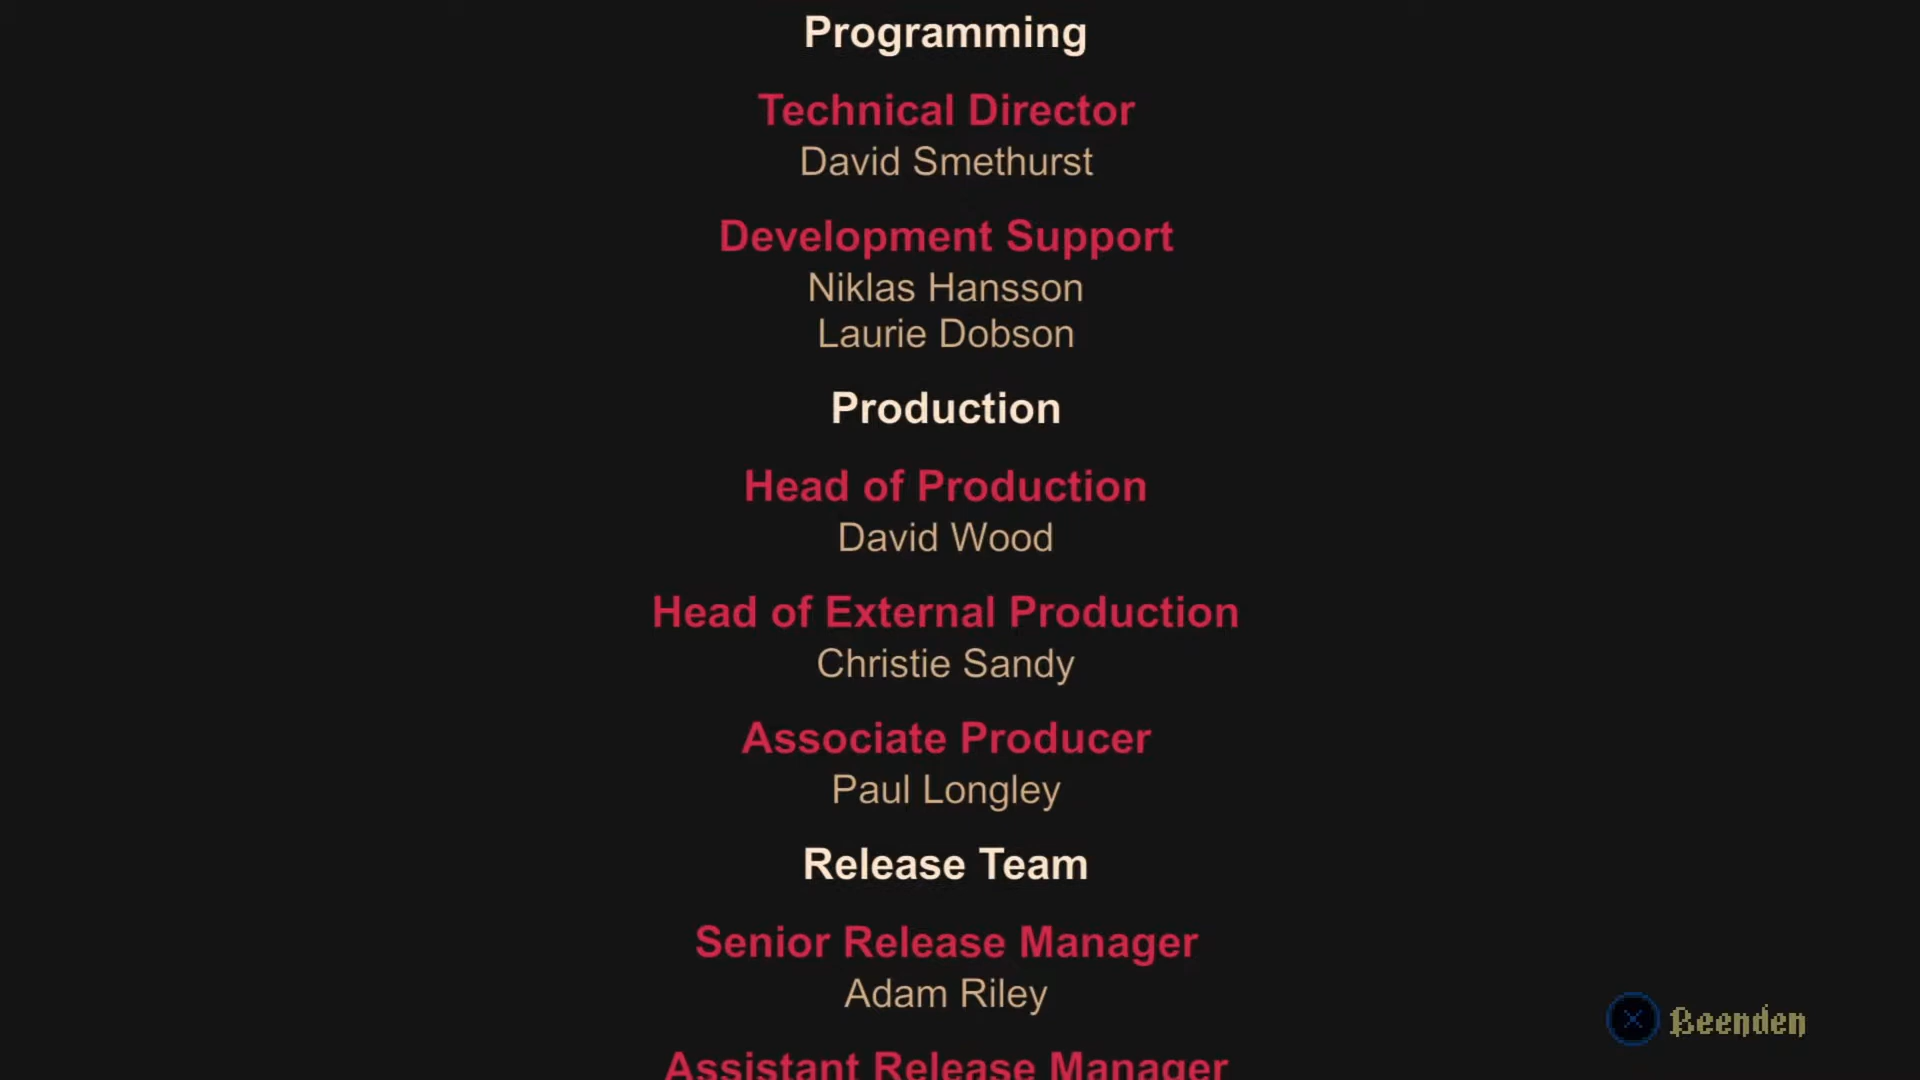 Programming
Technical Director
David Smethurst
Development Support
Niklas Hansson
Laurie Dobson
Production
Head of Production
David Wood
Head of External Production
Christie Sandy
Associate Producer
Paul Longley
Release Team
Senior Release Manager
Adam Riley
Beenden
Assistant Release Manager